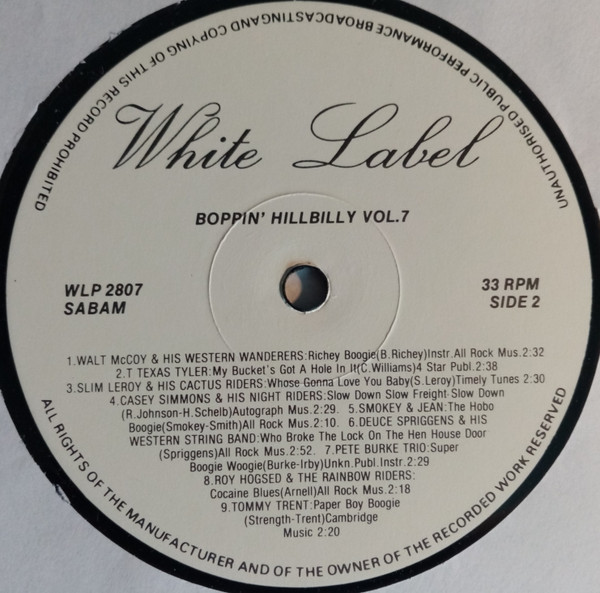 UNAUTHORISED PUBLIC PERFORMANCE BROADCASTING AND COPYING OF THIS RECORD PROHIBITED
White Label
BOPPIN' HILLBILLY VOL.7
WLP 2807
SABAM
33 RPM
SIDE 2
1.WALT McCOY & HIS WESTERN WANDERERS:Richey Boogie(B.Richey)Instr.All Rock Mus.2:32
2.T TEXAS TYLER:My Bucket's Got A Hole In It(C.Williams)4 Star Publ.2:38
3.SLIM LEROY & HIS CACTUS RIDERS:Whose Gonna Love You Baby(S.Leroy)Timely Tunes 2:30
4.CASEY SIMMONS & HIS NIGHT RIDERS:Slow Down Slow Freight-Slow Down
(R.Johnson-H.Schelb)Autograph Mus.2:29. 5.SMOKEY & JEAN:The Hobo
Boogie(Smokey-Smith)All Rock Mus.2:10. 6.DEUCE SPRIGGENS & HIS
WESTERN STRING BAND:Who Broke The Lock On The Hen House Door
(Spriggens)All Rock Mus.2:52. 7.PETE BURKE TRIO:Super
Boogie Woogie(Burke-Irby)Unkn.Publ.Instr.2:29
8.ROY HOGSED & THE RAINBOW RIDERS:
Cocaine Blues(Arnell)All Rock Mus.2:18
9.TOMMY TRENT:Paper Boy Boogie
(Strength-Trent)Cambridge
Music 2:20
ALL RIGHTS OF THE MANUFACTURER AND OF THE OWNER OF THE RECORDED WORK RESERVED